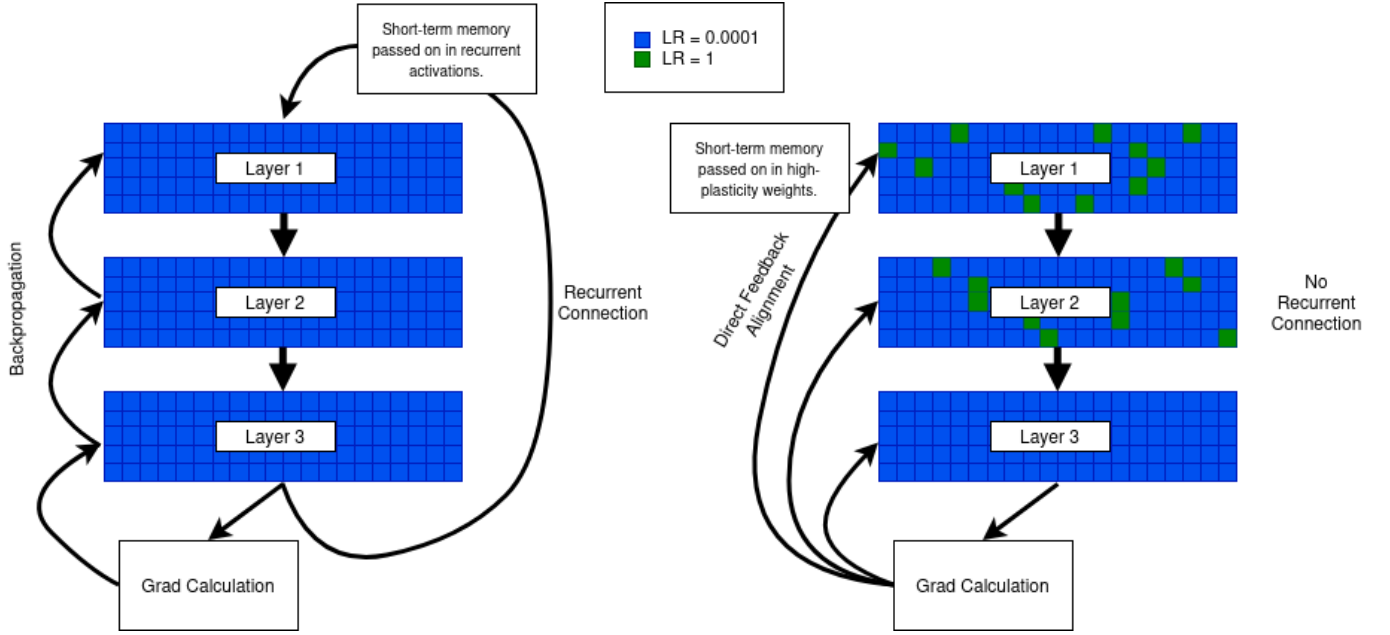 Short-term memory
passed on in recurrent
activations.
LR = 0.0001
LR = 1
Layer 1
Layer 2
Layer 3
Backpropagation
Recurrent
Connection
Grad Calculation
Short-term memory
passed on in high-
plasticity weights.
Layer 1
Direct Feedback
Alignment
Layer 2
No
Recurrent
Connection
Layer 3
Grad Calculation